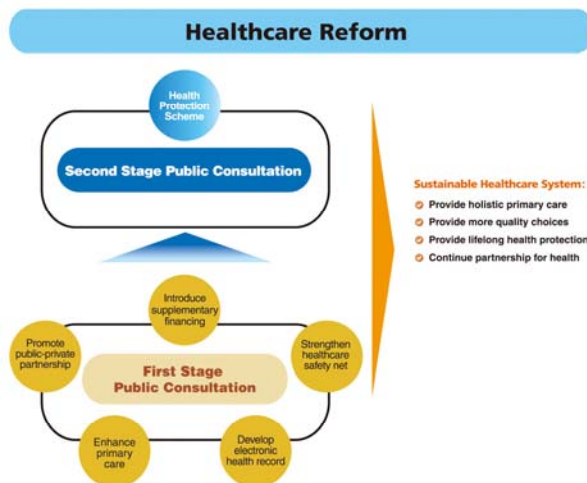 Healthcare Reform
Health
Protection
Scheme
Second Stage Public Consultation
Sustainable Healthcare System:
Provide holistic primary care
Provide more quality choices
Provide lifelong health protection
Continue partnership for health
Introduce
supplementary
financing
Promote
public-private
partnership
Strengthen
healthcare
safety net
First Stage
Public Consultation
Enhance
primary
care
Develop
electronic
health record